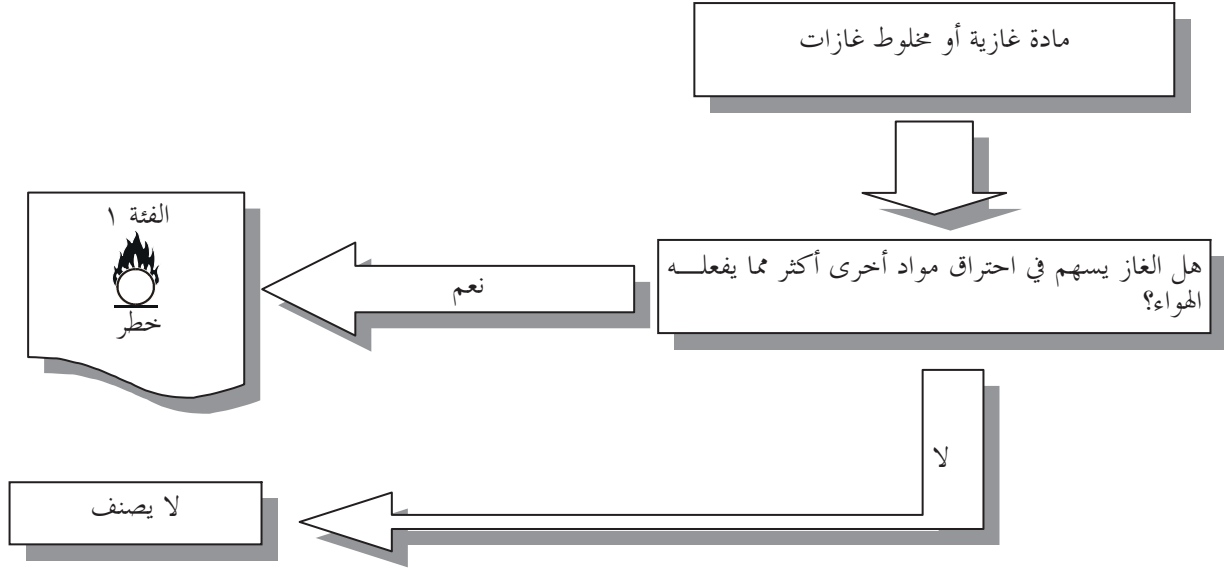 مادة غازية أو مخلوط غازات
هل الغاز يسهم في احتراق مواد أخرى أكثر مما يفعلـــه
الهواء؟
نعم
الفئة ١
خطر
لا
لا يصنف